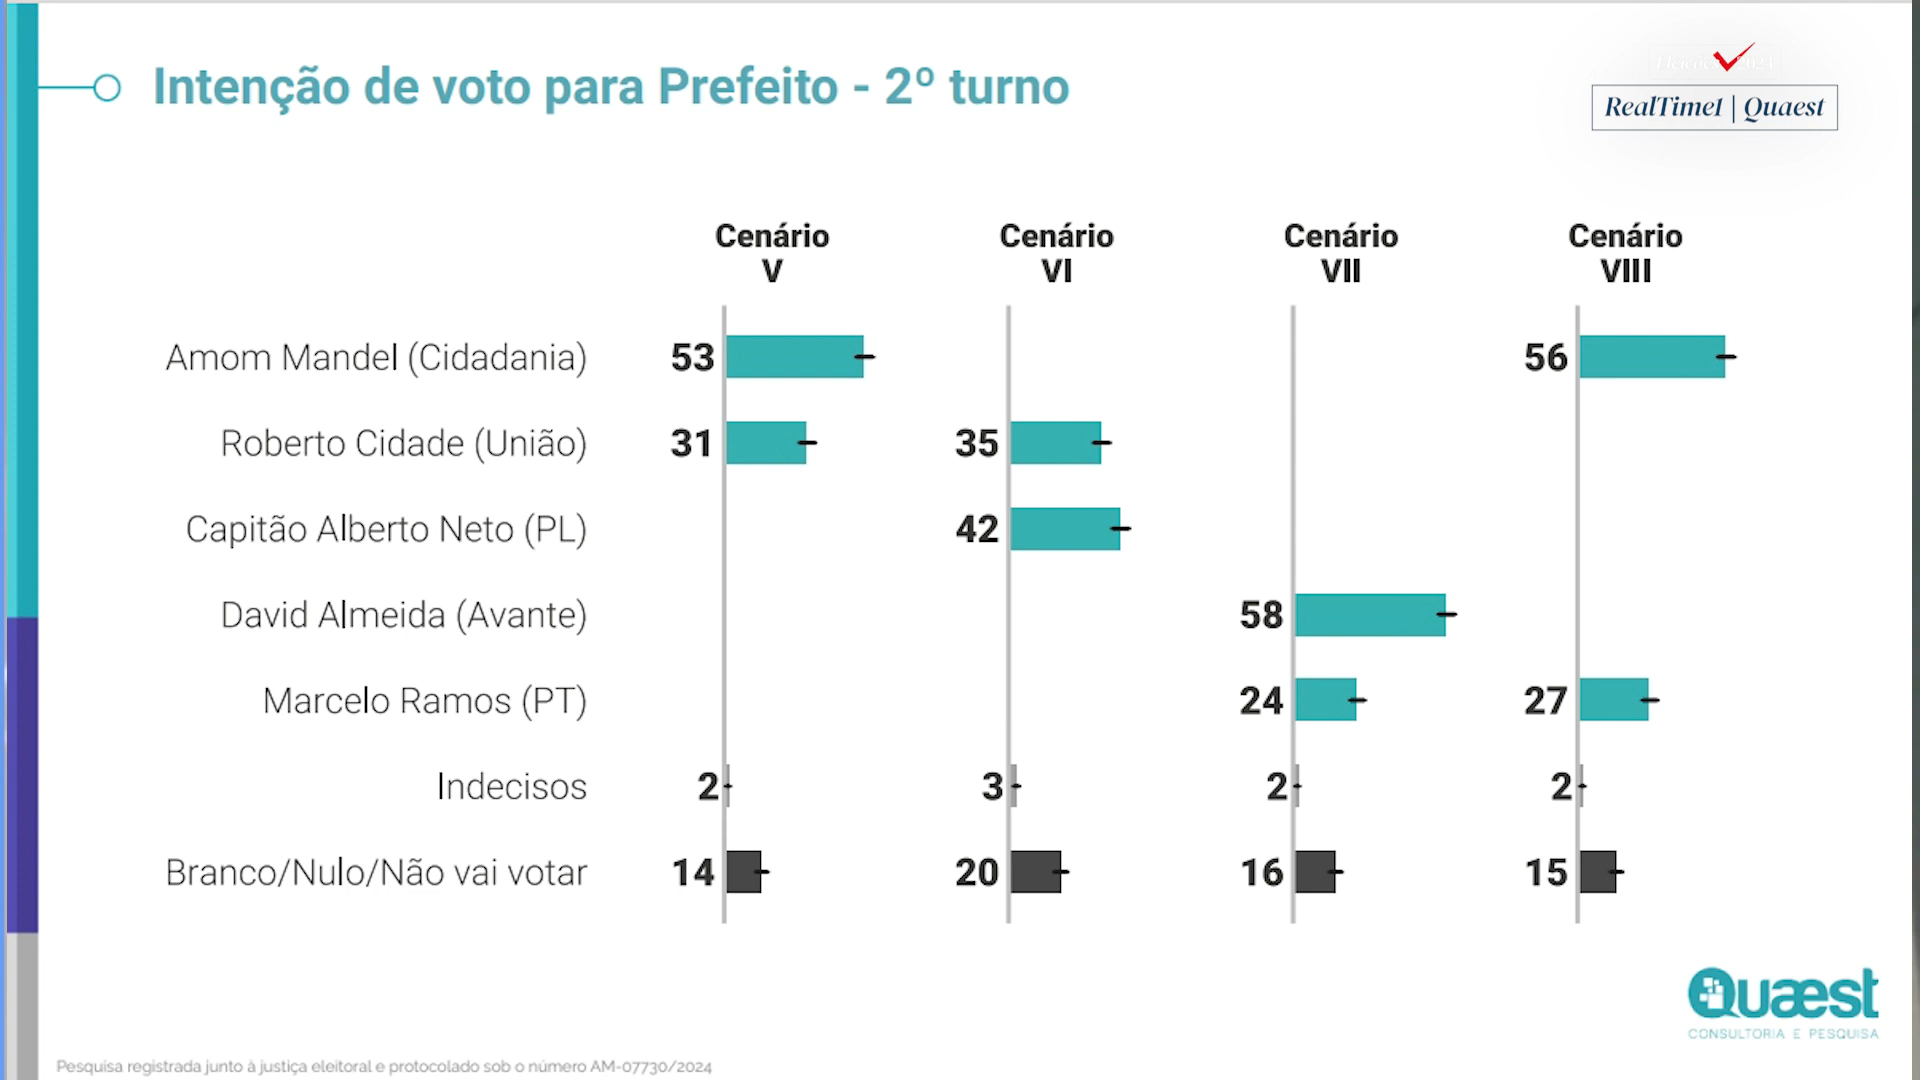 Intenção de voto para Prefeito - 2º turno
RealTime1 | Quaest
Cenário V
Cenário VI
Cenário VII
Cenário VIII
Amom Mandel (Cidadania) 53 56
Roberto Cidade (União) 31 35
Capitão Alberto Neto (PL) 42
David Almeida (Avante) 58
Marcelo Ramos (PT) 24 27
Indecisos 2 3 2 2
Branco/Nulo/Não vai votar 14 20 16 15
Quaest
CONSULTORIA E PESQUISA
Pesquisa registrada junto à justiça eleitoral e protocolado sob o número AM-07730/2024